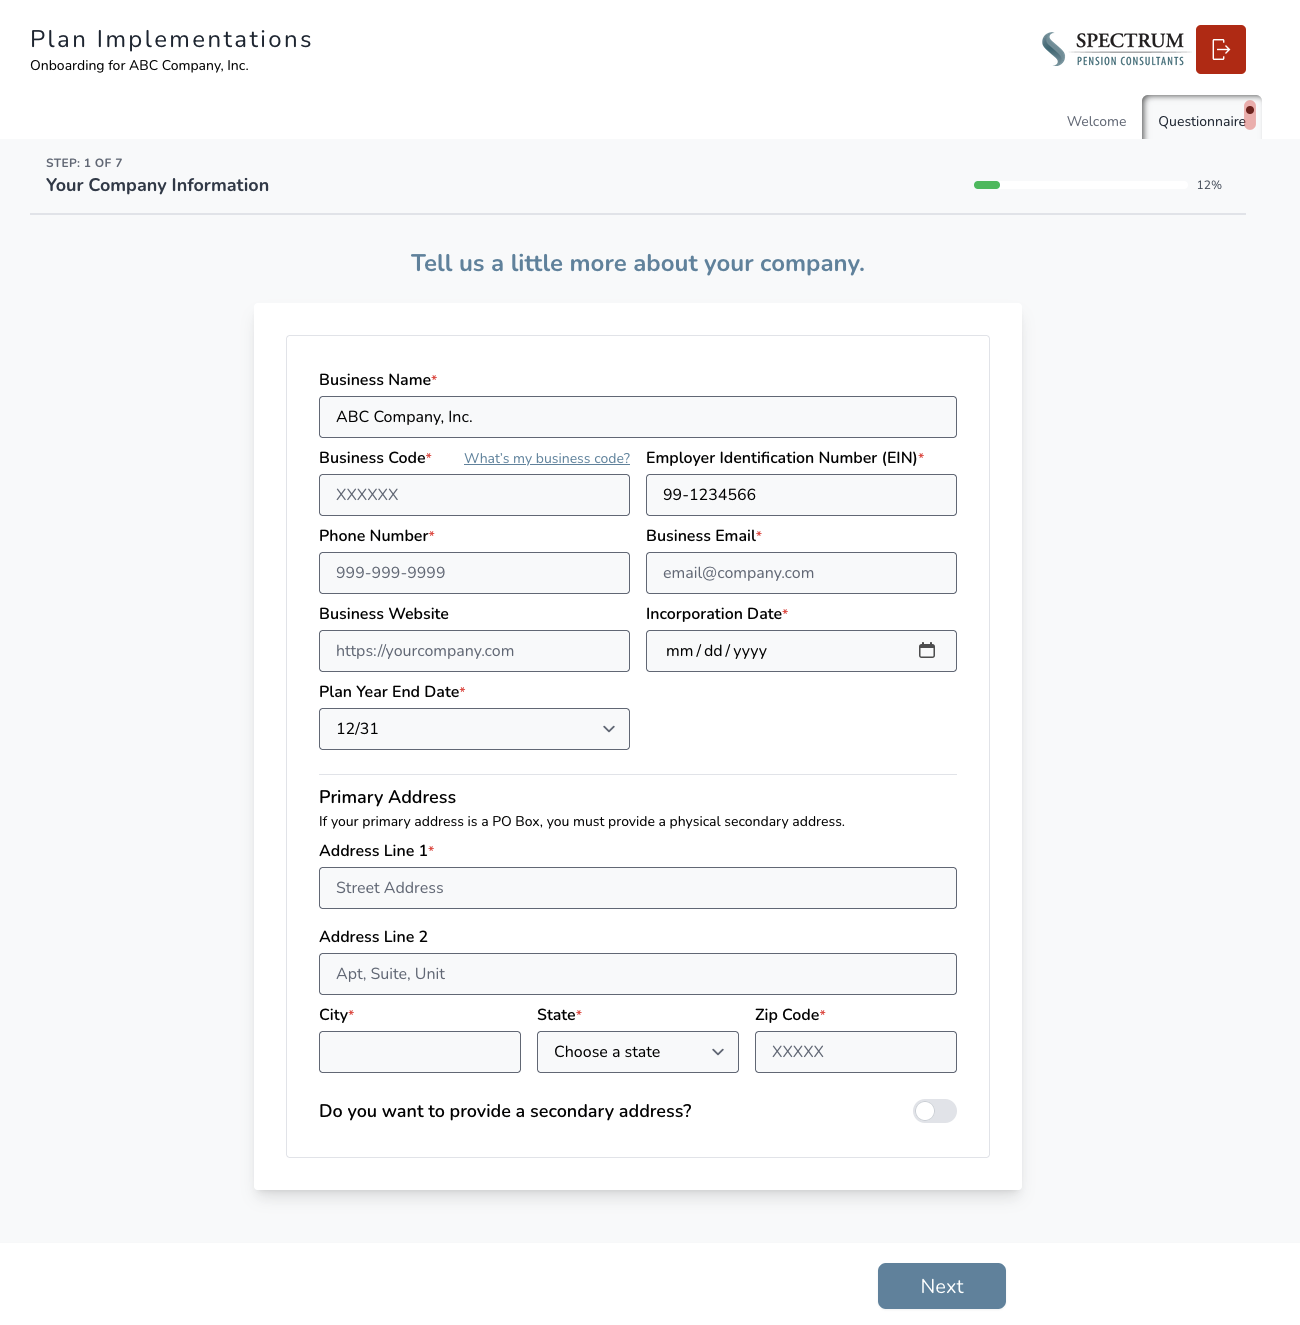 Plan Implementations
Onboarding for ABC Company, Inc.
SPECTRUM
PENSION CONSULTANTS
Welcome
Questionnaire
STEP: 1 OF 7
Your Company Information
12%
Tell us a little more about your company.
Business Name*
ABC Company, Inc.
Business Code* What's my business code? Employer Identification Number (EIN)*
XXXXXX 99-1234566
Phone Number* Business Email*
999-999-9999 email@company.com
Business Website Incorporation Date*
https://yourcompany.com mm/dd/yyyy
Plan Year End Date*
12/31
Primary Address
If your primary address is a PO Box, you must provide a physical secondary address.
Address Line 1*
Street Address
Address Line 2
Apt, Suite, Unit
City* State* Zip Code*
Choose a state XXXXX
Do you want to provide a secondary address?
Next